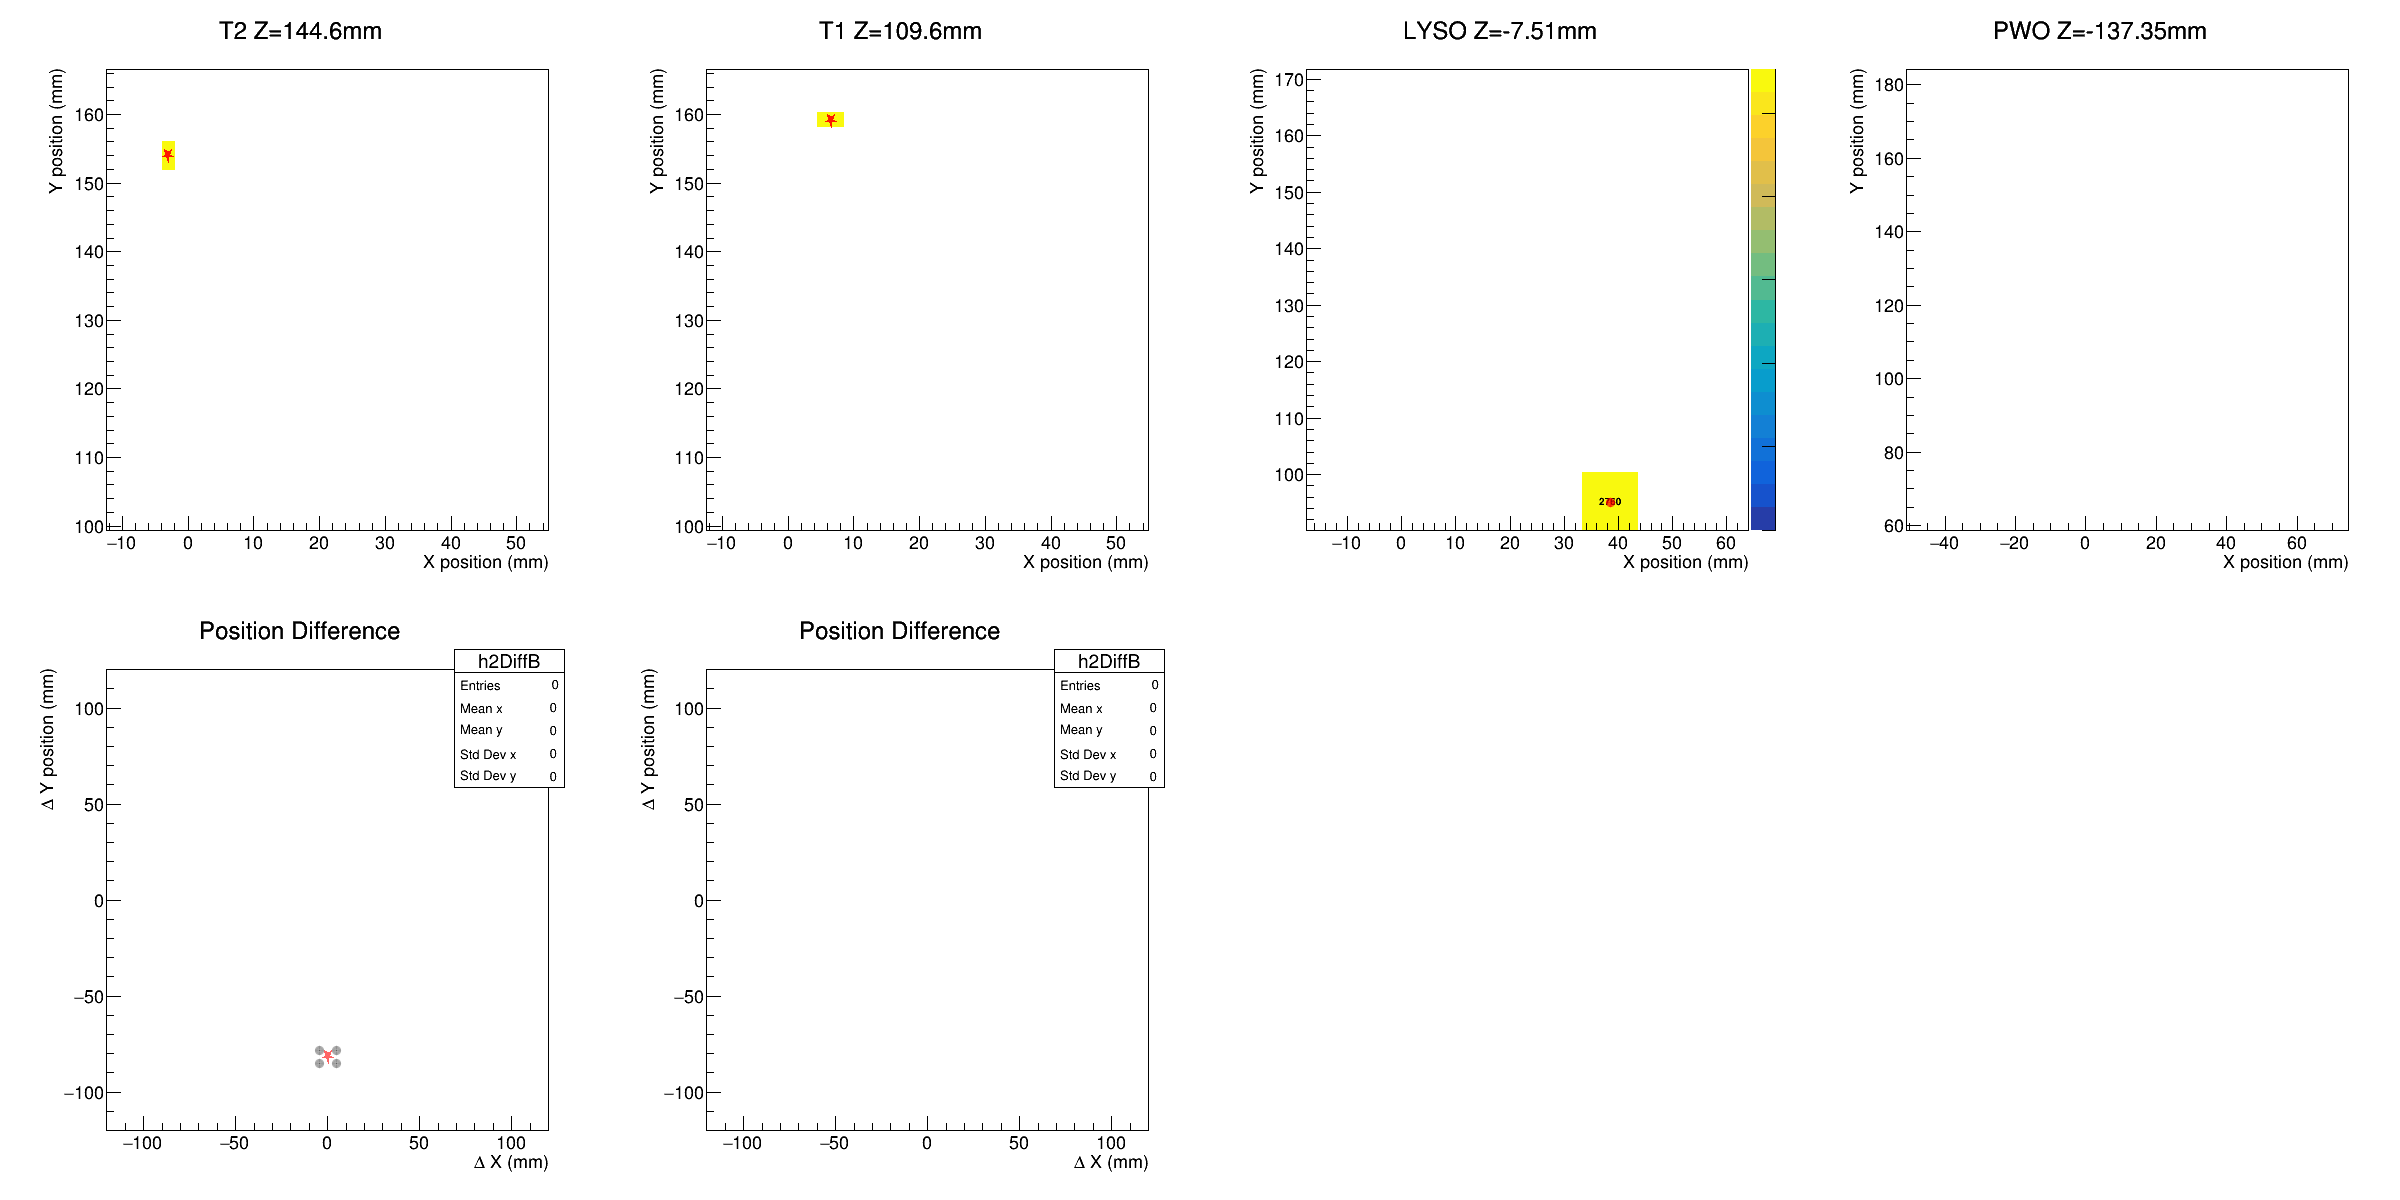 T2 Z=144.6mm
Y position (mm)
160
150
140
130
120
110
100
−10 0 10 20 30 40 50
X position (mm)
T1 Z=109.6mm
Y position (mm)
160
150
140
130
120
110
100
−10 0 10 20 30 40 50
X position (mm)
LYSO Z=-7.51mm
Y position (mm)
170
160
150
140
130
120
110
100
−10 0 10 20 30 40 50 60
X position (mm)
PWO Z=-137.35mm
Y position (mm)
180
160
140
120
100
80
60
−40 −20 0 20 40 60
X position (mm)
Position Difference
h2DiffB
Entries 0
Mean x 0
Mean y 0
Std Dev x 0
Std Dev y 0
Δ Y position (mm)
100
50
0
−50
−100
−100 −50 0 50 100
Δ X (mm)
Position Difference
h2DiffB
Entries 0
Mean x 0
Mean y 0
Std Dev x 0
Std Dev y 0
Δ Y position (mm)
100
50
0
−50
−100
−100 −50 0 50 100
Δ X (mm)